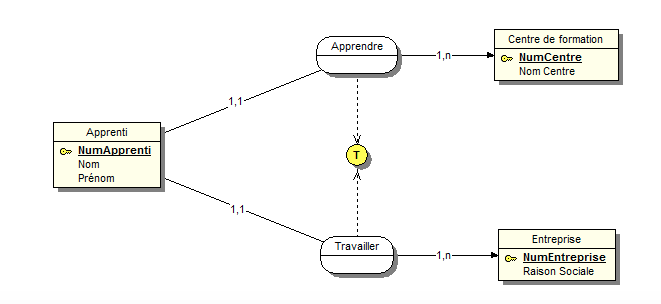 Apprendre
1,n
Centre de formation
NumCentre
Nom Centre
1,1
Apprenti
NumApprenti
Nom
Prénom
T
1,1
Travailler
1,n
Entreprise
NumEntreprise
Raison Sociale